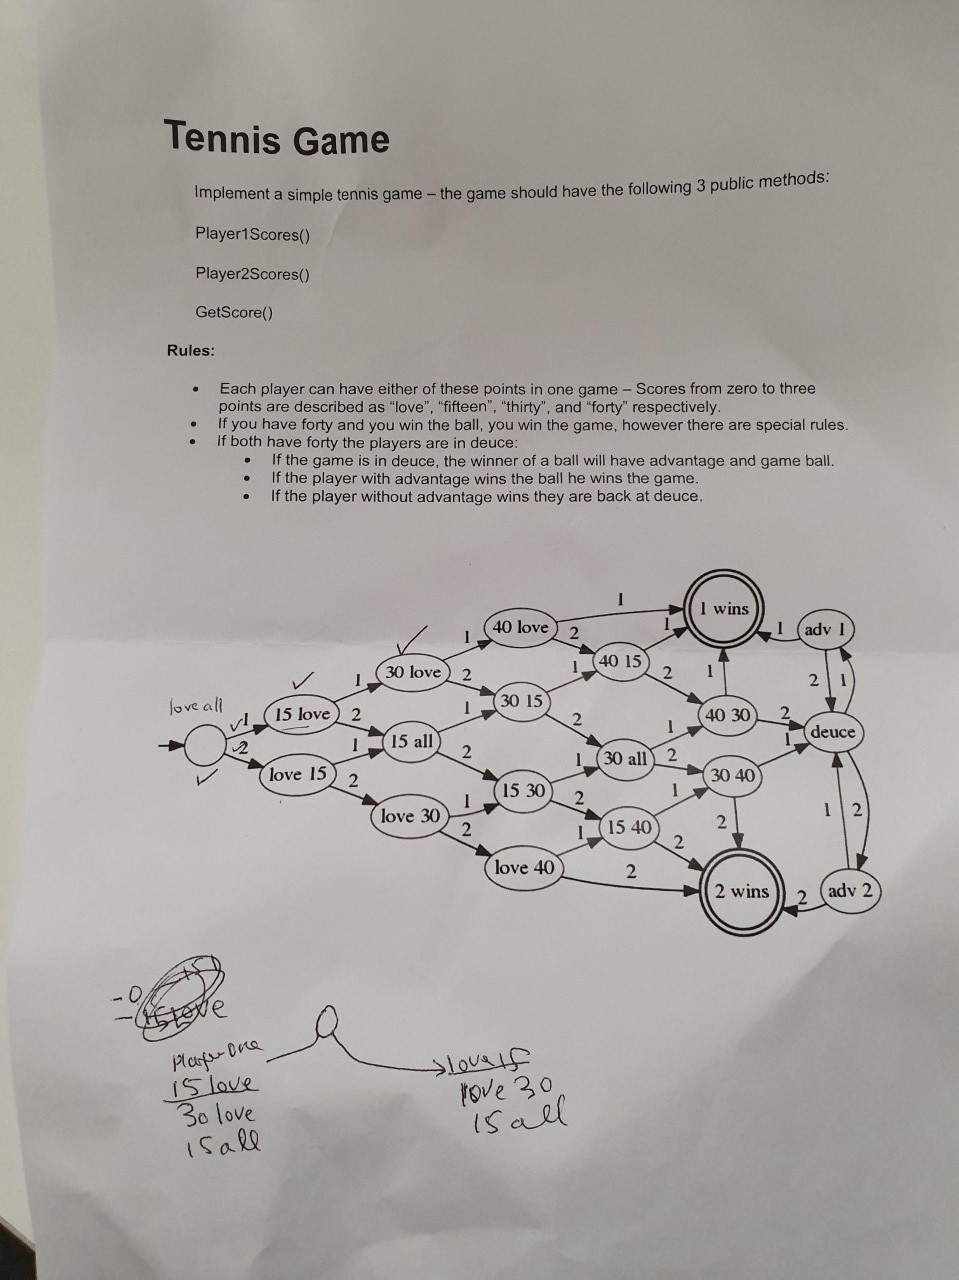 Tennis Game
Implement a simple tennis game – the game should have the following 3 public methods:
Player1Scores()
Player2Scores()
GetScore()
Rules:
• Each player can have either of these points in one game – Scores from zero to three
points are described as “love”, “fifteen”, “thirty”, and “forty” respectively.
• If you have forty and you win the ball, you win the game, however there are special rules.
• If both have forty the players are in deuce:
• If the game is in deuce, the winner of a ball will have advantage and game ball.
• If the player with advantage wins the ball he wins the game.
• If the player without advantage wins they are back at deuce.
1
1 wins
40 love
1
2
1
1
adv 1
30 love
1
40 15
2
1
2
2
1
love all
1
15 love
2
1
30 15
2
1
40 30
2
deuce
2
1
15 all
2
1
30 all
2
1
love 15
2
1
15 30
2
1
30 40
love 30
1
2
1
15 40
2
2
1
2
love 40
2
2 wins
2
adv 2
- 0
Player one
15 love
30 love
15 all
love 30
15 all